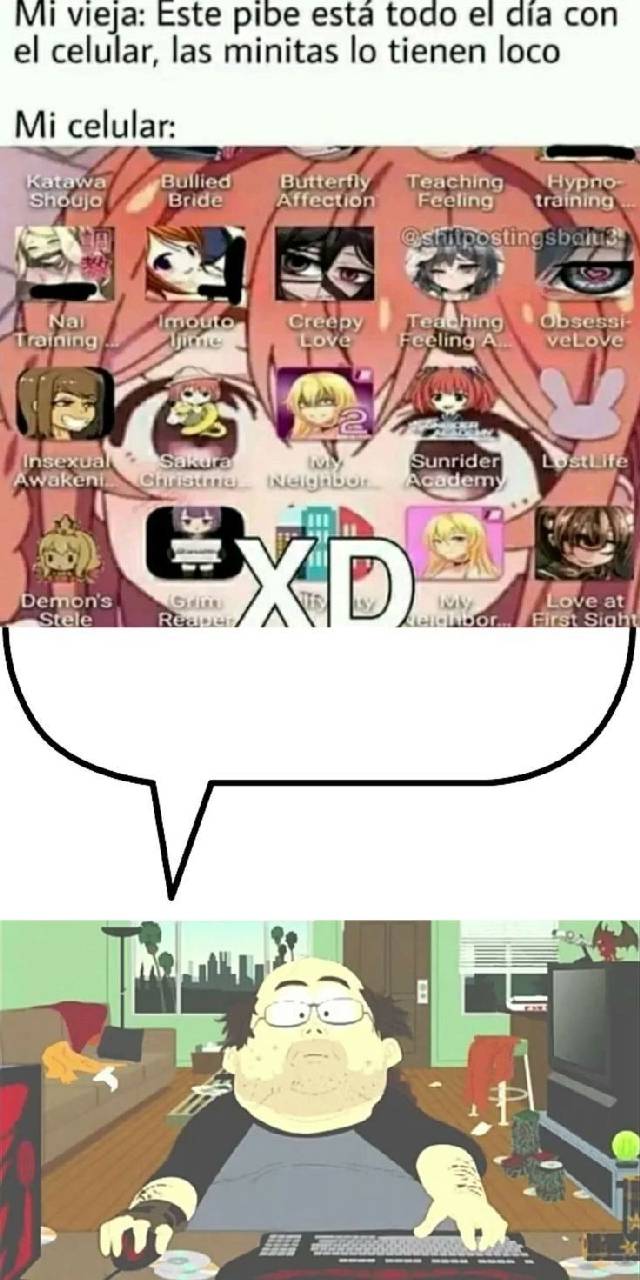 Mi vieja: Este pibe está todo el día con
el celular, las minitas lo tienen loco
Mi celular:
Katawa Shoujo
Bullied Bride
Butterfly Affection
Teaching Feeling
Hypno-training ...
@shitpostingsbaitu3
Nai Training ...
Imouto Ijime
Creepy Love
Teaching Feeling A...
Obsessi-veLove
2
Insexual Awakeni...
Sakura Christma...
My Neighbor...
Sunrider Academy
LostLife
XD
Demon's Stele
Grim Reaper
My Neighbor...
Love at First Sight